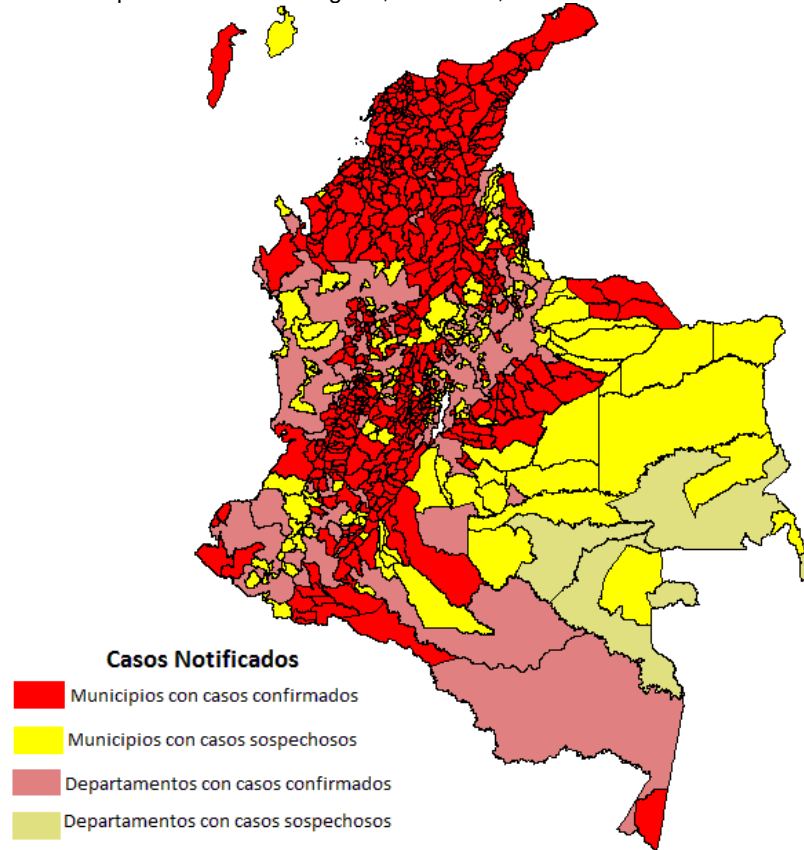 Casos Notificados
Municipios con casos confirmados
Municipios con casos sospechosos
Departamentos con casos confirmados
Departamentos con casos sospechosos